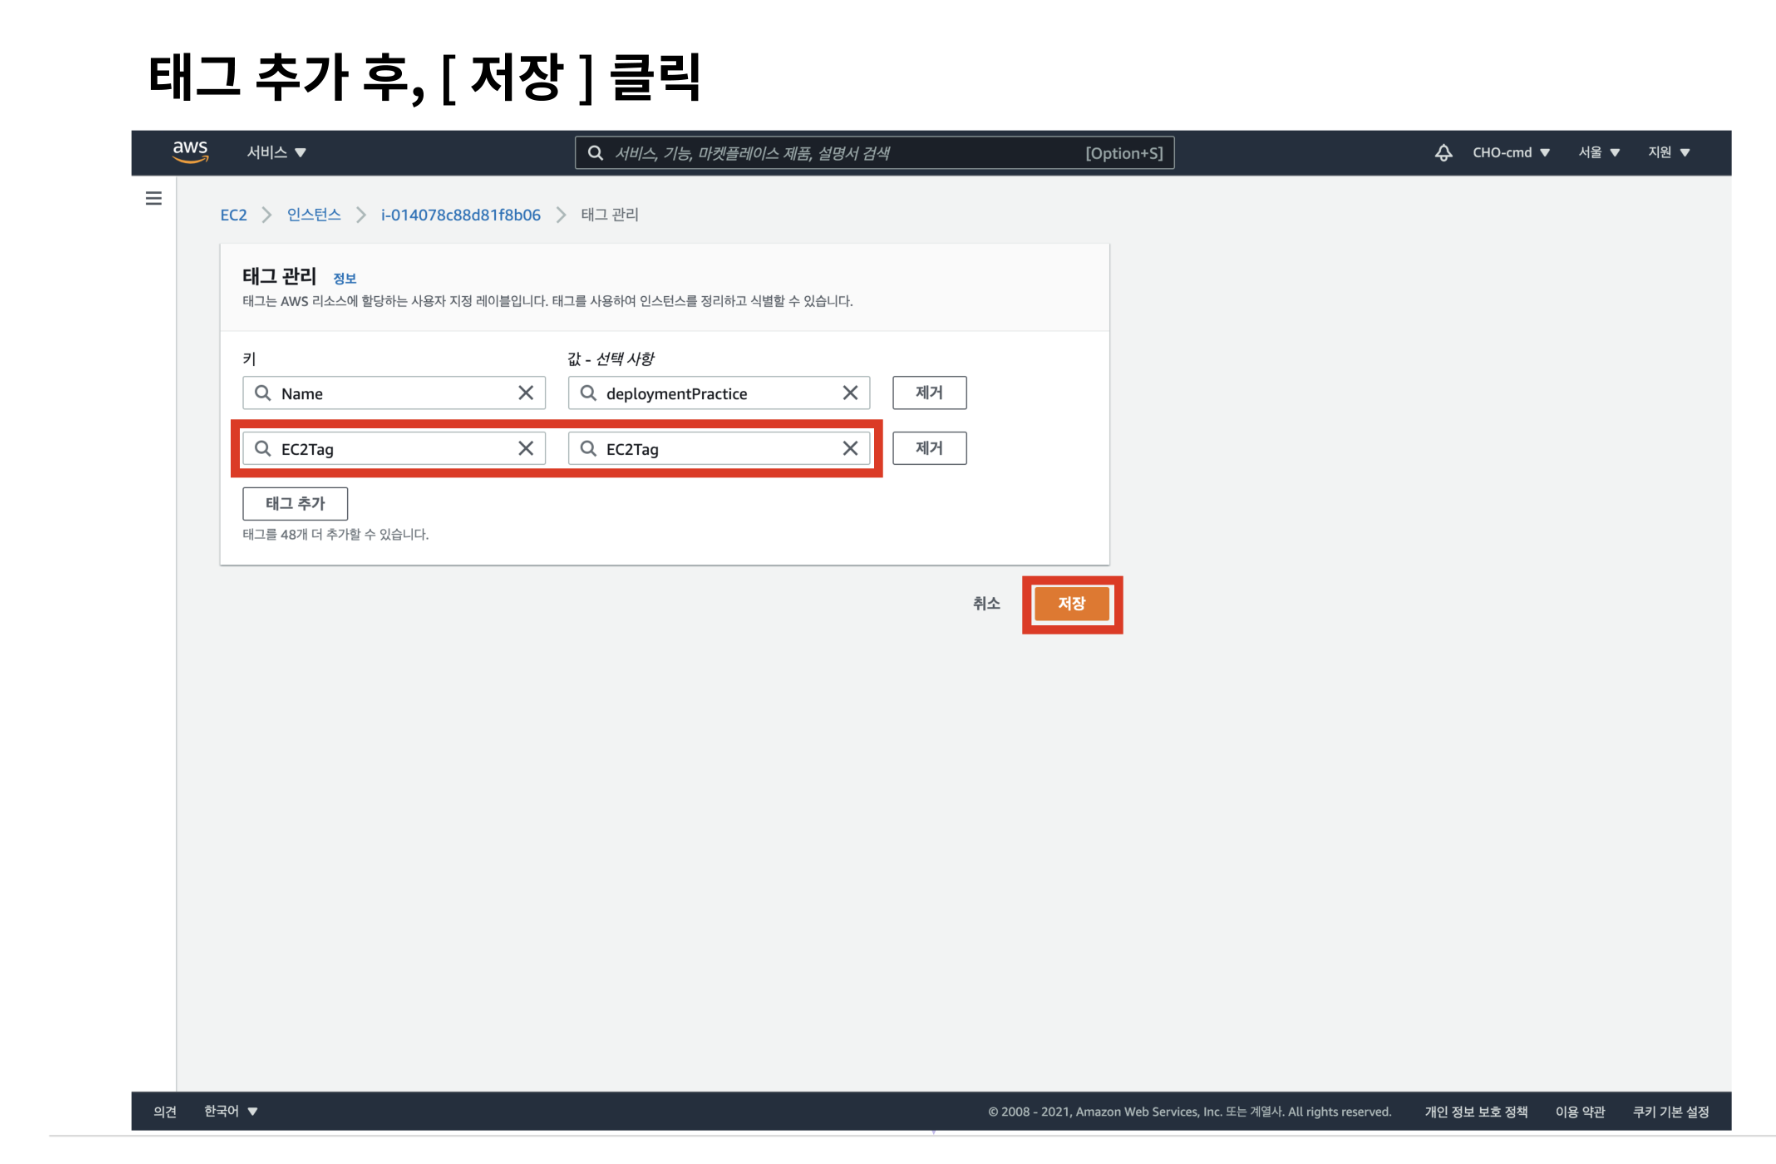 태그 추가 후, [ 저장 ] 클릭
aws 서비스 ▼ 서비스, 기능, 마켓플레이스 제품, 설명서 검색 [Option+S] CHO-cmd ▼ 서울 ▼ 지원 ▼
EC2 > 인스턴스 > i-014078c88d81f8b06 > 태그 관리
태그 관리 정보
태그는 AWS 리소스에 할당하는 사용자 지정 레이블입니다. 태그를 사용하여 인스턴스를 정리하고 식별할 수 있습니다.
키 값 - 선택 사항
Name deploymentPractice 제거
EC2Tag EC2Tag 제거
태그 추가
태그를 48개 더 추가할 수 있습니다.
취소 저장
의견 한국어 ▼ © 2008 - 2021, Amazon Web Services, Inc. 또는 계열사. All rights reserved. 개인 정보 보호 정책 이용 약관 쿠키 기본 설정